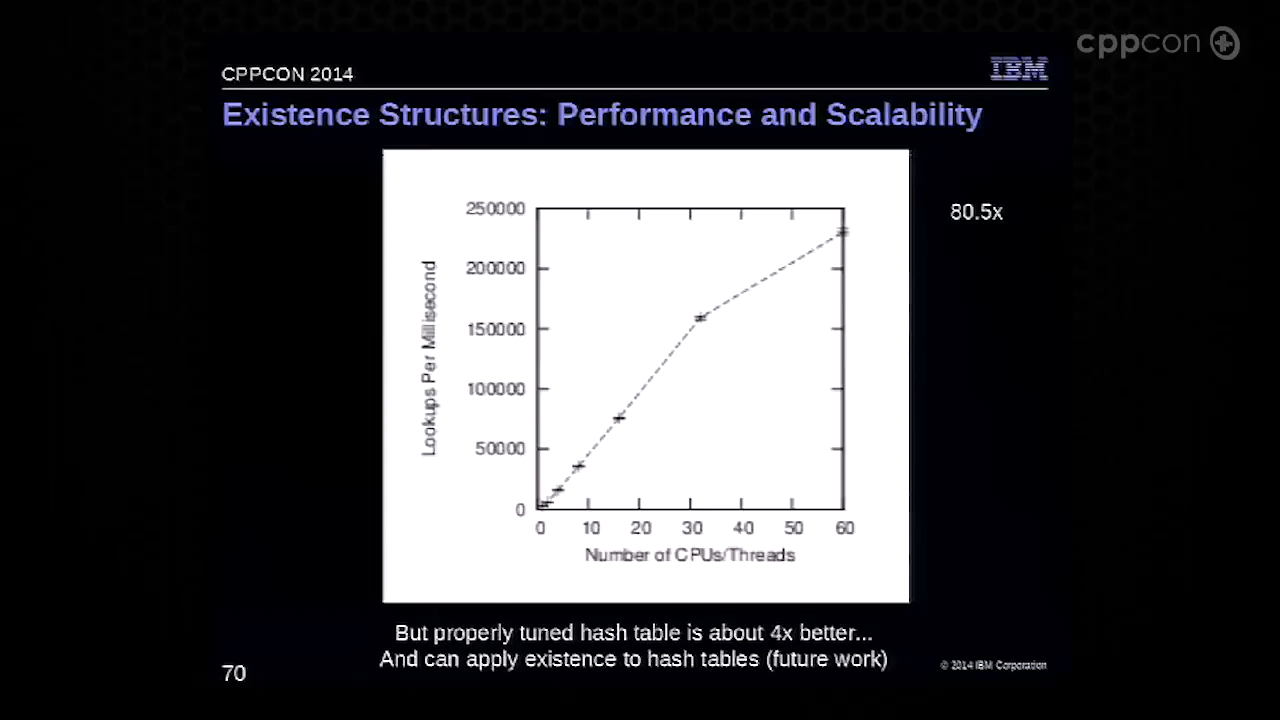 cppcon
CPPCON 2014
IBM
Existence Structures: Performance and Scalability
80.5x
250000
200000
150000
100000
50000
0
Lookups Per Millisecond
0 10 20 30 40 50 60
Number of CPUs/Threads
But properly tuned hash table is about 4x better...
And can apply existence to hash tables (future work)
70
© 2014 IBM Corporation